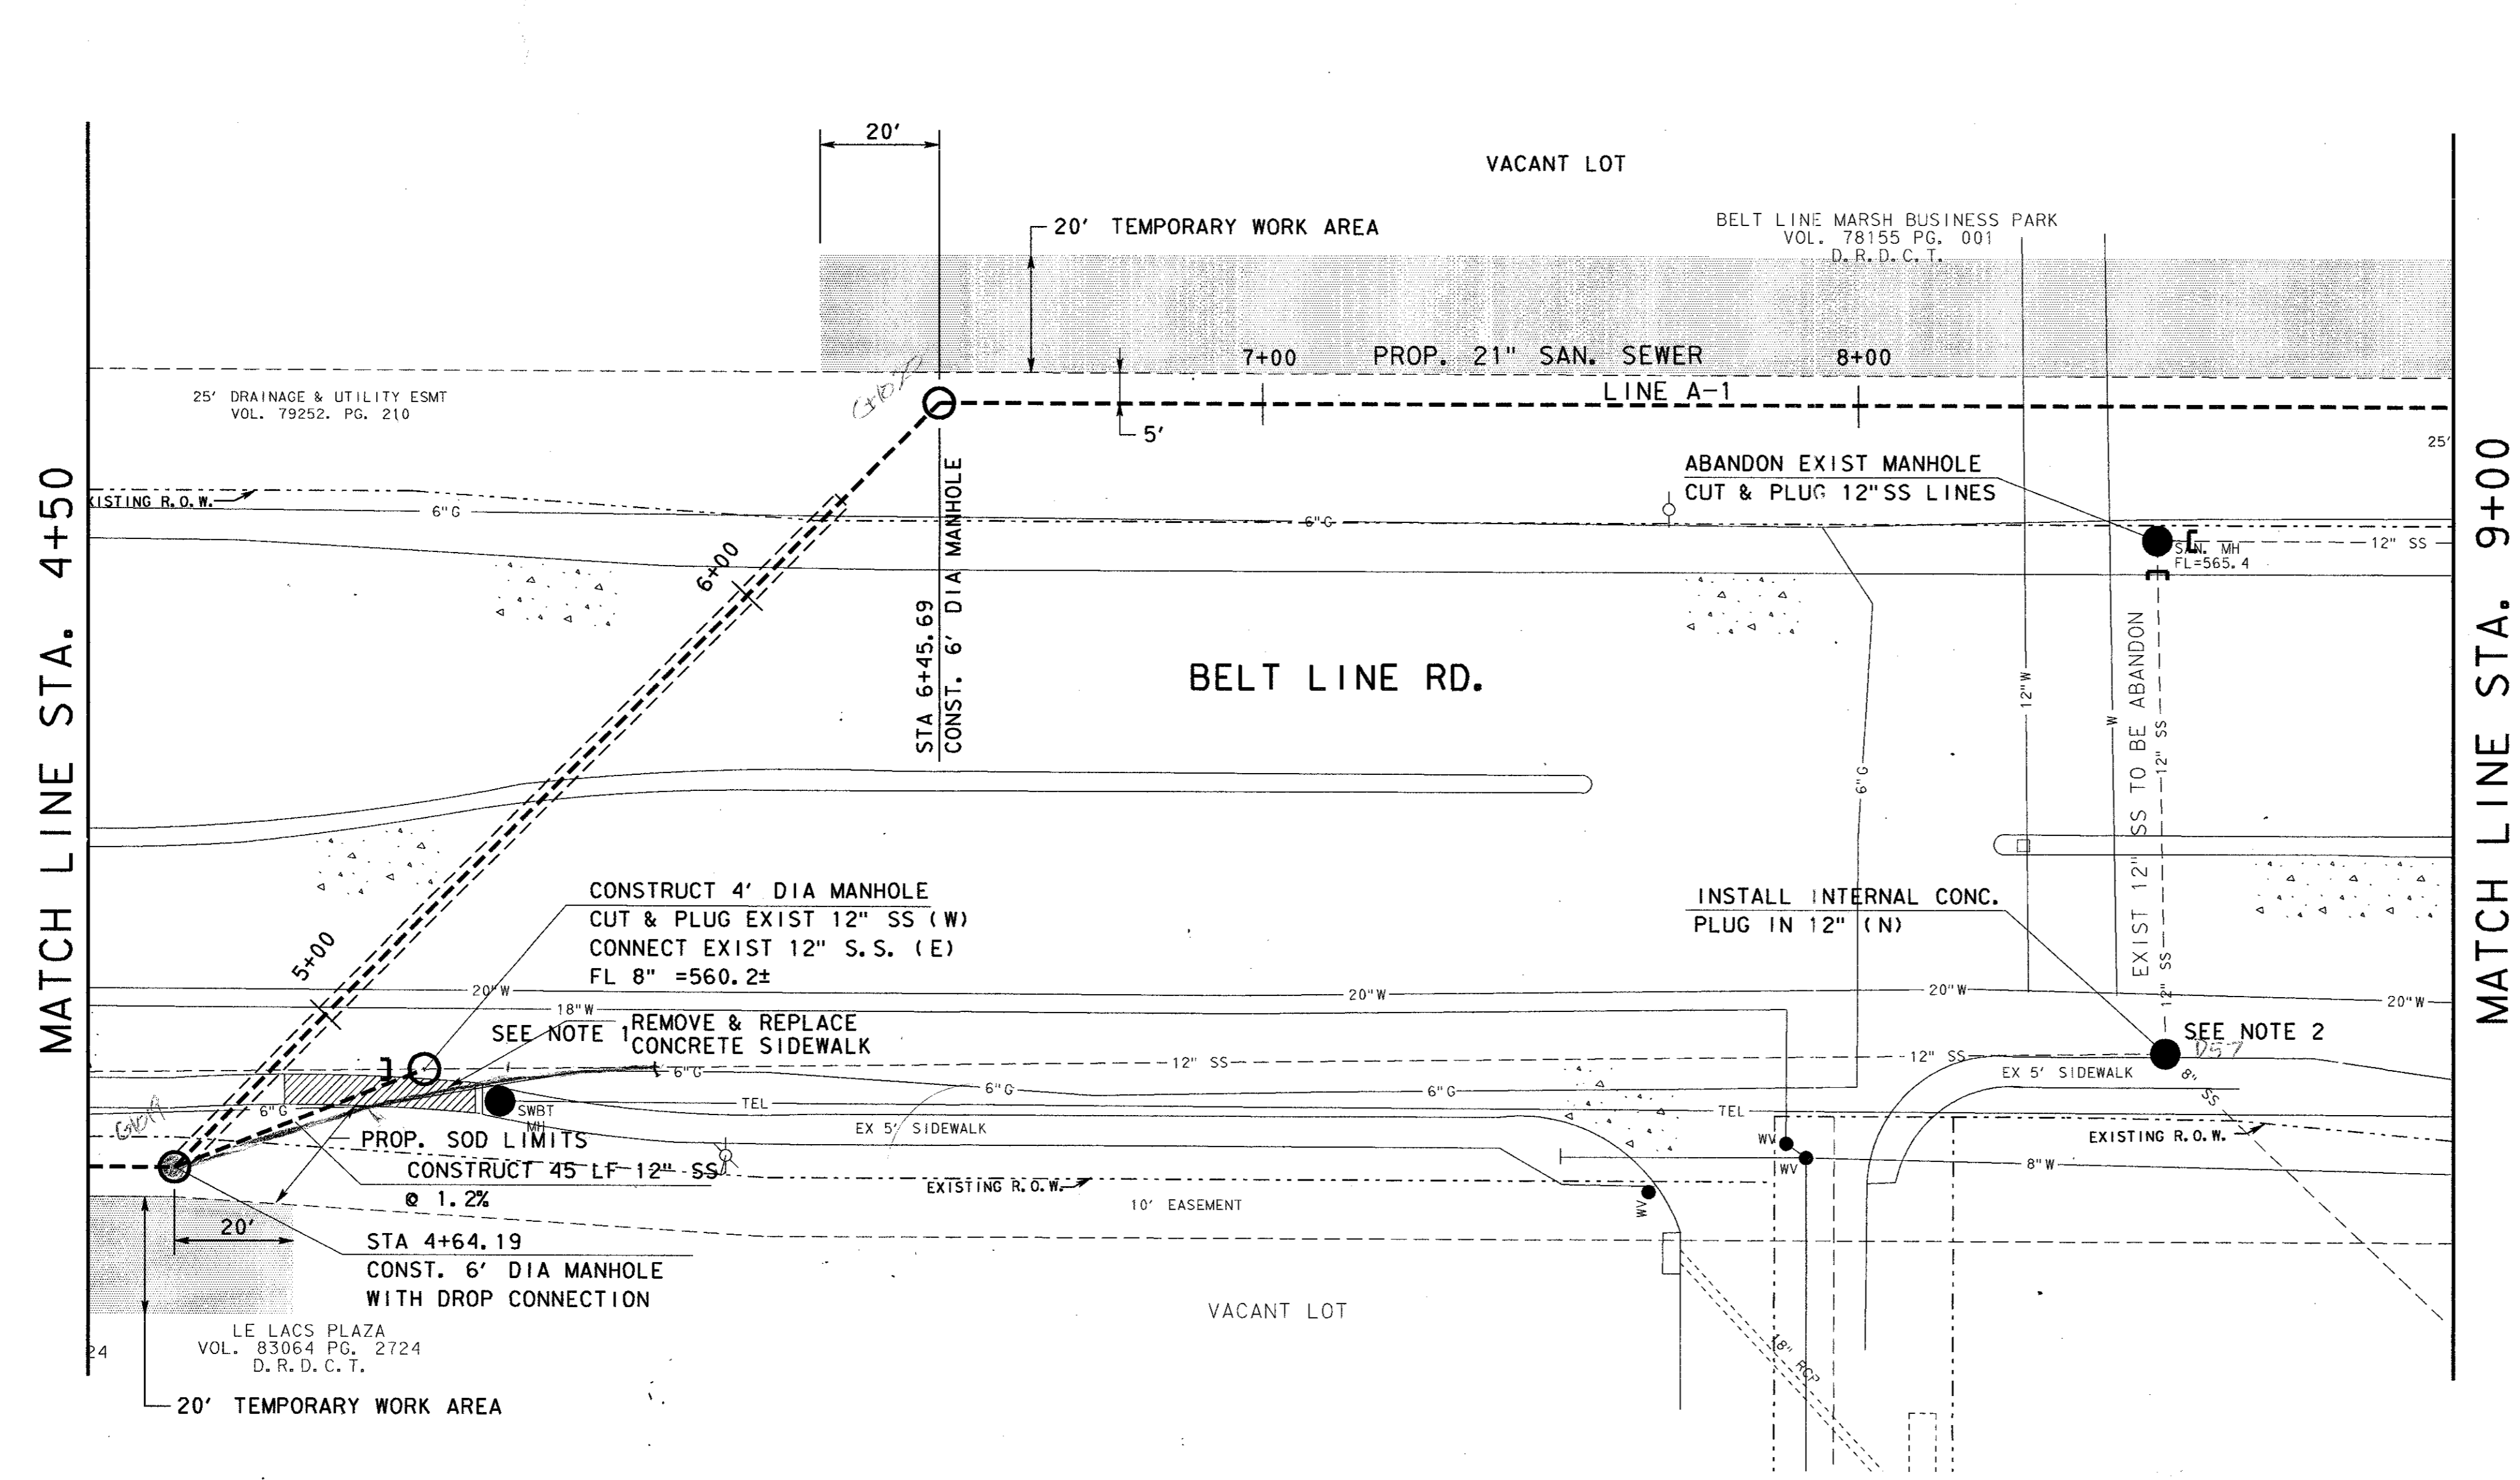 20'
VACANT LOT
20' TEMPORARY WORK AREA
BELT LINE MARSH BUSINESS PARK
VOL. 78155 PG. 001
D.R.D.C.T.
7+00
PROP. 21" SAN. SEWER
8+00
LINE A-1
25' DRAINAGE & UTILITY ESMT
VOL. 79252. PG. 210
5'
25'
MATCH LINE STA. 4+50
MATCH LINE STA. 9+00
ABANDON EXIST MANHOLE
CUT & PLUG 12"SS LINES
XISTING R.O.W.
6"G
6"G
12" SS
SAN. MH
FL=565.4
6+00
STA 6+45.69
CONST. 6' DIA MANHOLE
BELT LINE RD.
12"W
W
EXIST 12" SS TO BE ABANDON
12" SS
12" SS
6"G
5+00
CONSTRUCT 4' DIA MANHOLE
CUT & PLUG EXIST 12" SS (W)
CONNECT EXIST 12" S.S. (E)
FL 8" =560.2±
INSTALL INTERNAL CONC.
PLUG IN 12" (N)
20"W
20"W
20"W
20"W
18"W
SEE NOTE 1
REMOVE & REPLACE
CONCRETE SIDEWALK
SEE NOTE 2
D57
12" SS
12" SS
6"G
6"G
6"G
6"G
EX 5' SIDEWALK
8" SS
SWBT
MH
TEL
TEL
EX 5' SIDEWALK
PROP. SOD LIMITS
CONSTRUCT 45 LF 12" SS
@ 1.2%
EXISTING R.O.W.
EXISTING R.O.W.
WV
WV
WV
8"W
10' EASEMENT
20'
STA 4+64.19
CONST. 6' DIA MANHOLE
WITH DROP CONNECTION
VACANT LOT
LE LACS PLAZA
VOL. 83064 PG. 2724
D.R.D.C.T.
24
18" RCP
20' TEMPORARY WORK AREA